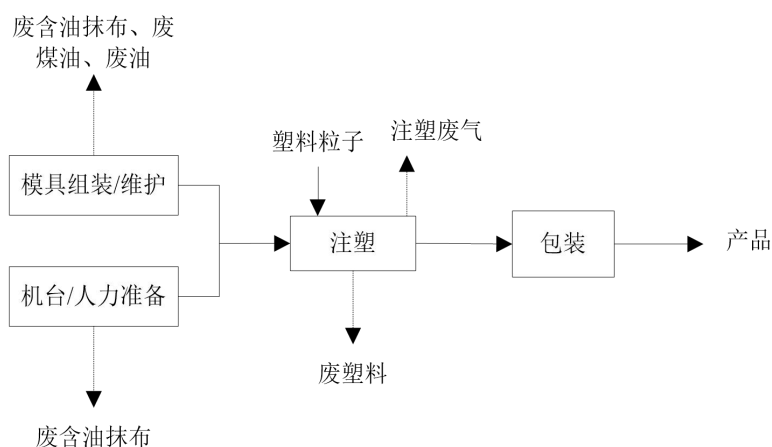 废含油抹布、废
煤油、废油
塑料粒子
注塑废气
模具组装/维护
注塑
包装
产品
机台/人力准备
废塑料
废含油抹布